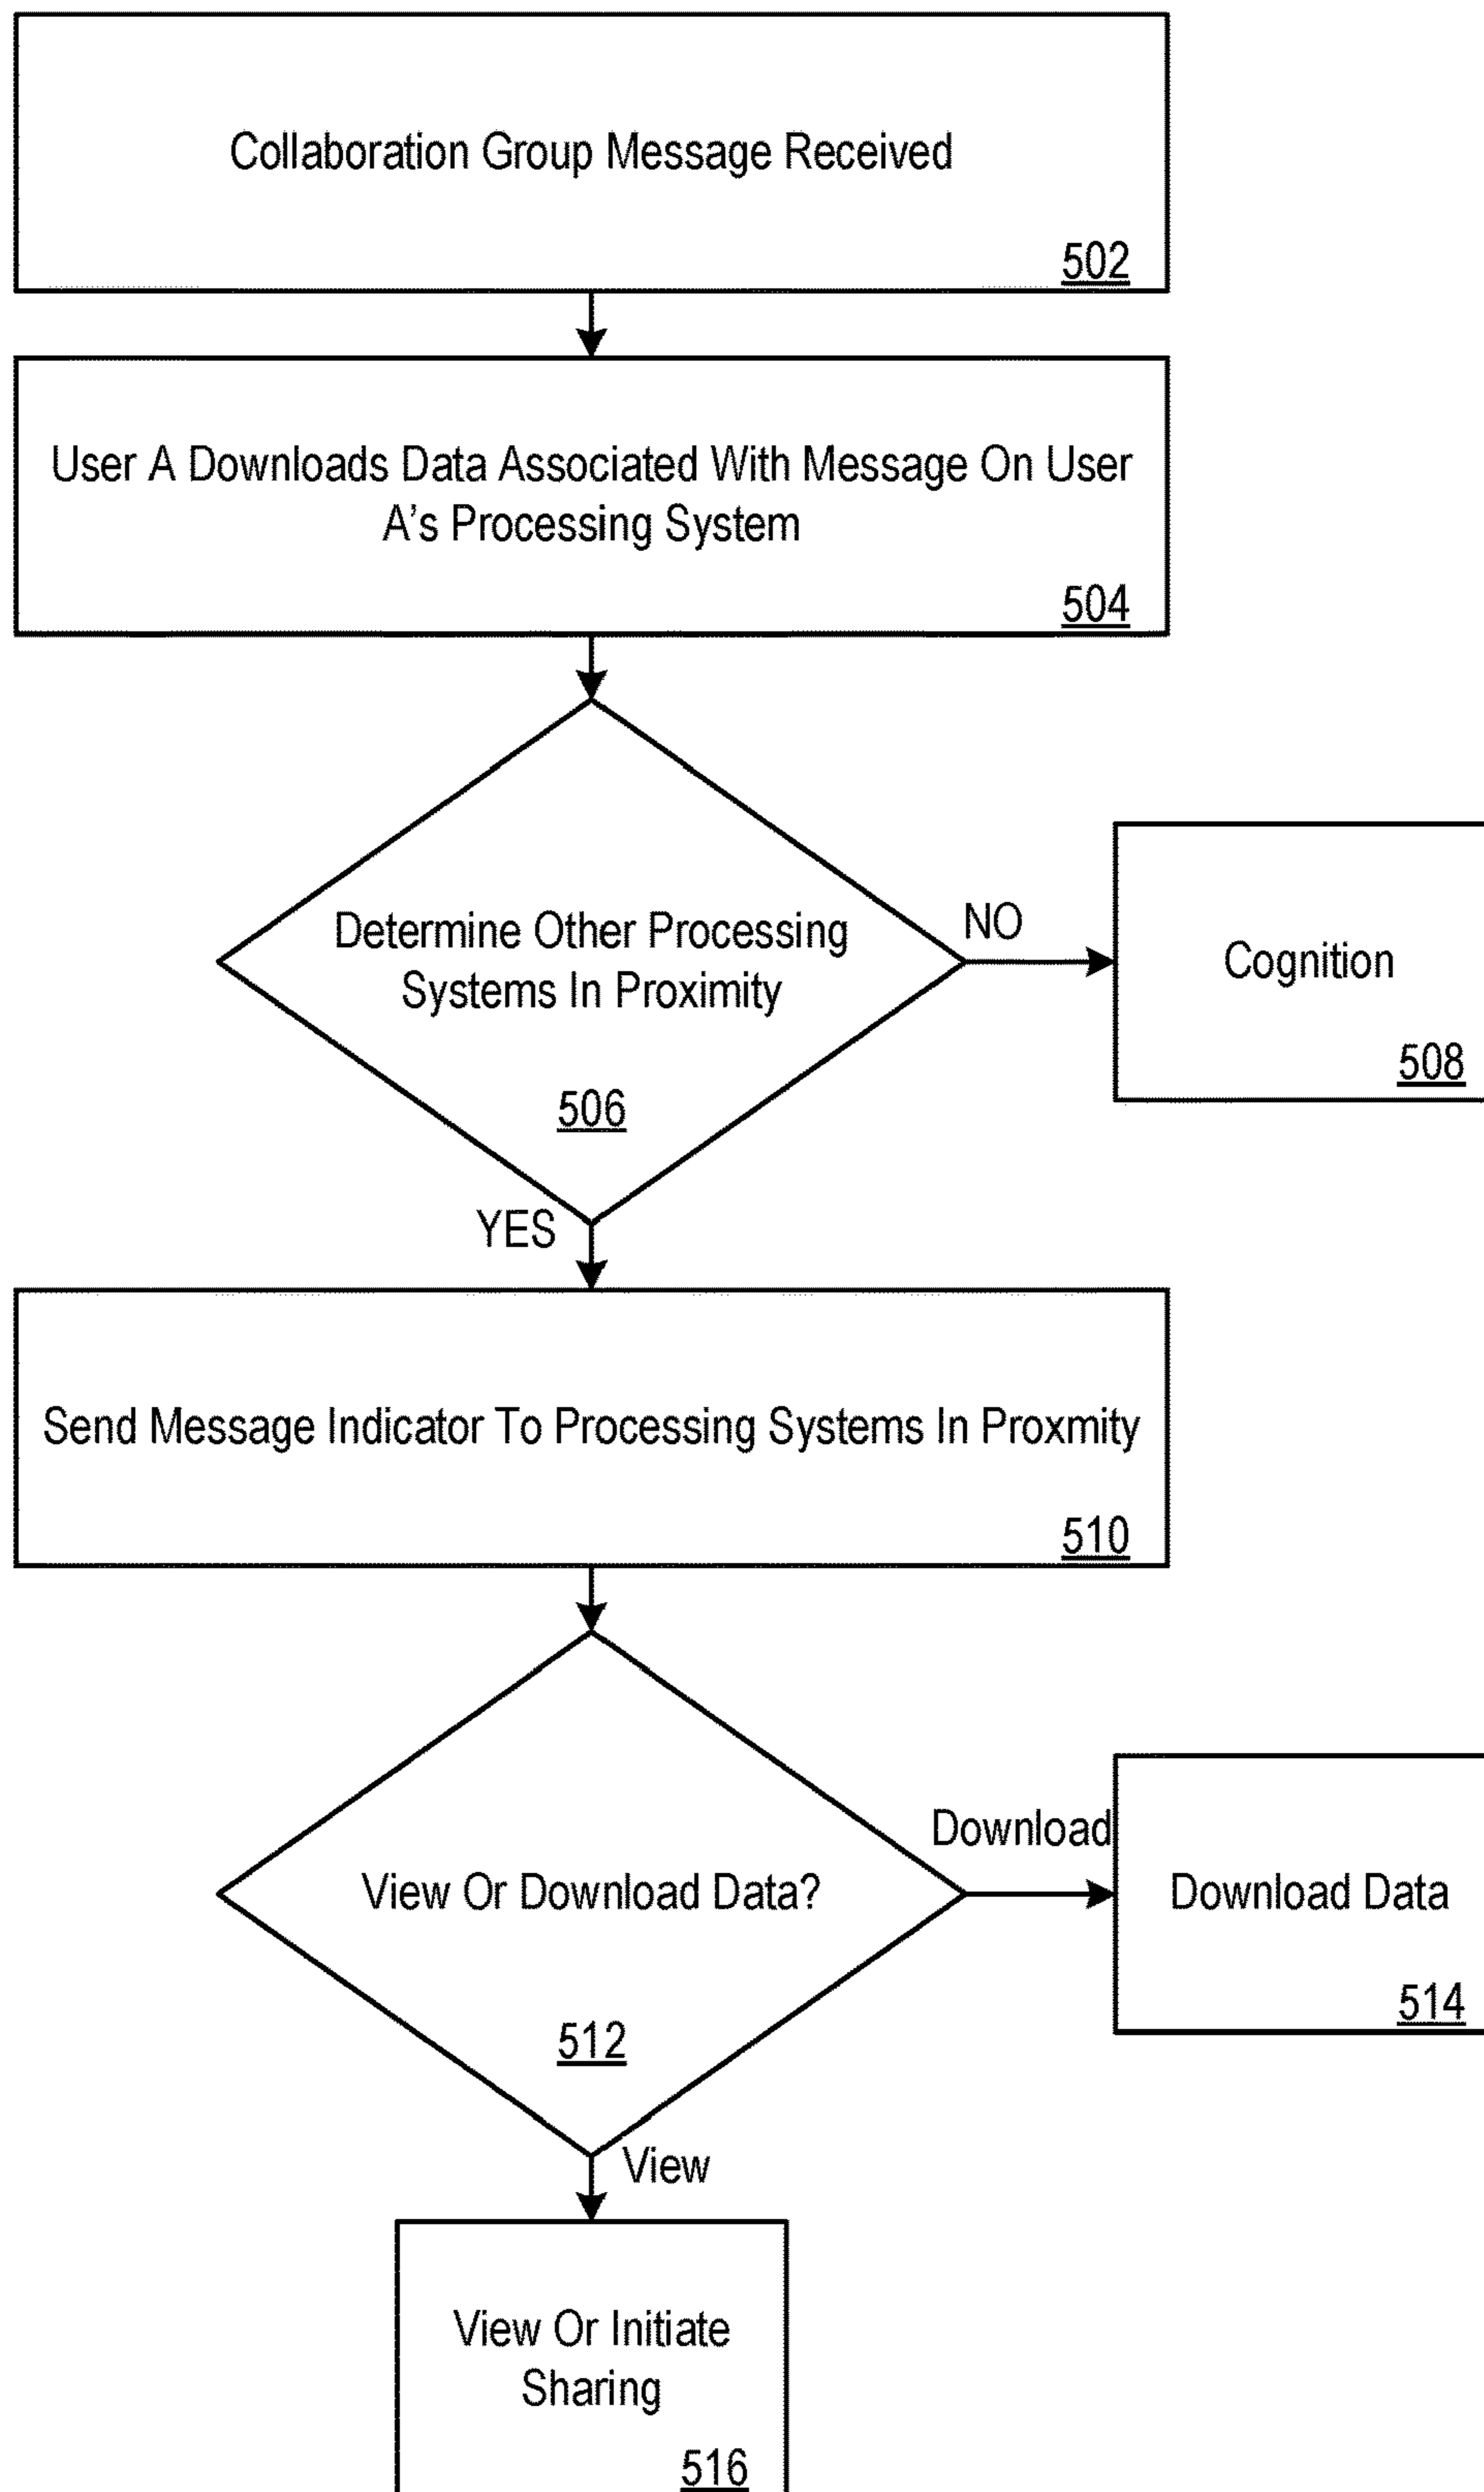 Collaboration Group Message Received
502
User A Downloads Data Associated With Message On User
A's Processing System
504
Determine Other Processing
Systems In Proximity
506
NO
Cognition
508
YES
Send Message Indicator To Processing Systems In Proxmity
510
View Or Download Data?
512
Download
Download Data
514
View
View Or Initiate
Sharing
516